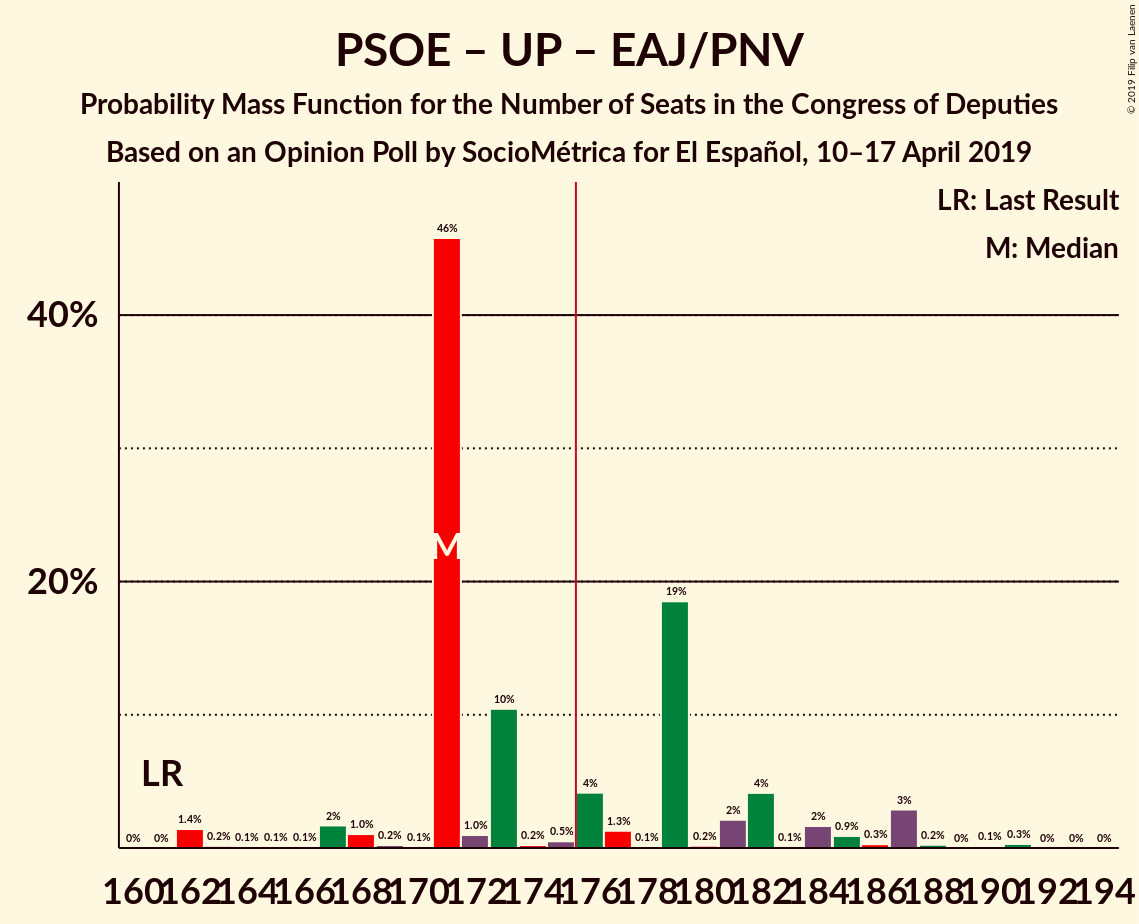 PSOE – UP – EAJ/PNV
Probability Mass Function for the Number of Seats in the Congress of Deputies
Based on an Opinion Poll by SocioMétrica for El Español, 10–17 April 2019
© 2019 Filip van Laenen
LR: Last Result
M: Median
40%
20%
LR
M
0% 0% 1.4% 0.2% 0.1% 0.1% 0.1% 2% 1.0% 0.2% 0.1% 46% 1.0% 10% 0.2% 0.5% 4% 1.3% 0.1% 19% 0.2% 2% 4% 0.1% 2% 0.9% 0.3% 3% 0.2% 0% 0.1% 0.3% 0% 0% 0%
160 162 164 166 168 170 172 174 176 178 180 182 184 186 188 190 192 194